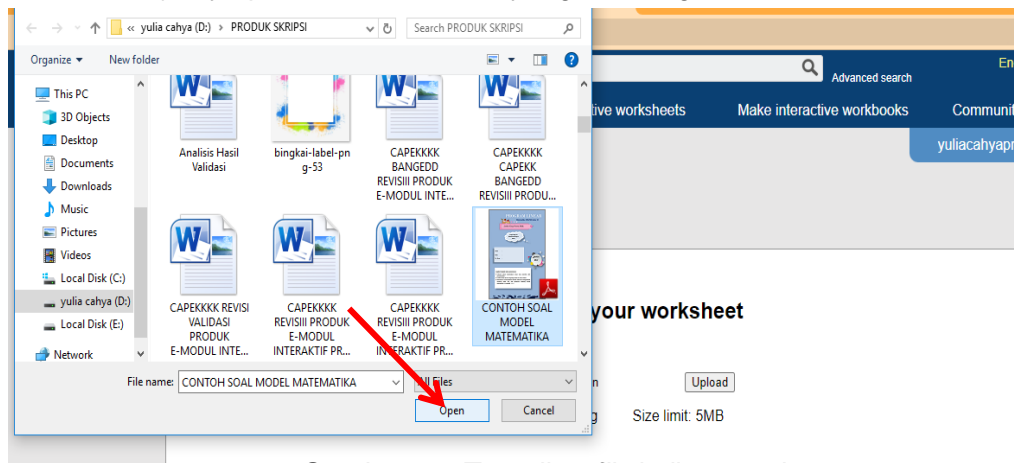 « yulia cahya (D:) › PRODUK SKRIPSI
Search PRODUK SKRIPSI
Organize
New folder
This PC
3D Objects
Desktop
Documents
Downloads
Music
Pictures
Videos
Local Disk (C:)
yulia cahya (D:)
Local Disk (E:)
Network
Analisis Hasil
Validasi
bingkai-label-pn
g-53
CAPEKKKK
BANGEDD
REVISIII PRODUK
E-MODUL INTE...
CAPEKKKK
CAPEKK
BANGEDD
REVISIII PRODU...
CAPEKKKK REVISI
VALIDASI
PRODUK
E-MODUL INTE...
CAPEKKKK
REVISIII PRODUK
E-MODUL
INTERAKTIF PR...
CAPEKKKK
REVISIII PRODUK
E-MODUL
INTERAKTIF PR...
CONTOH SOAL
MODEL
MATEMATIKA
File name:
CONTOH SOAL MODEL MATEMATIKA
All Files
Open
Cancel
Advanced search
En
tive worksheets
Make interactive workbooks
Communit
yuliacahyapr
your worksheet
n
Upload
g
Size limit: 5MB